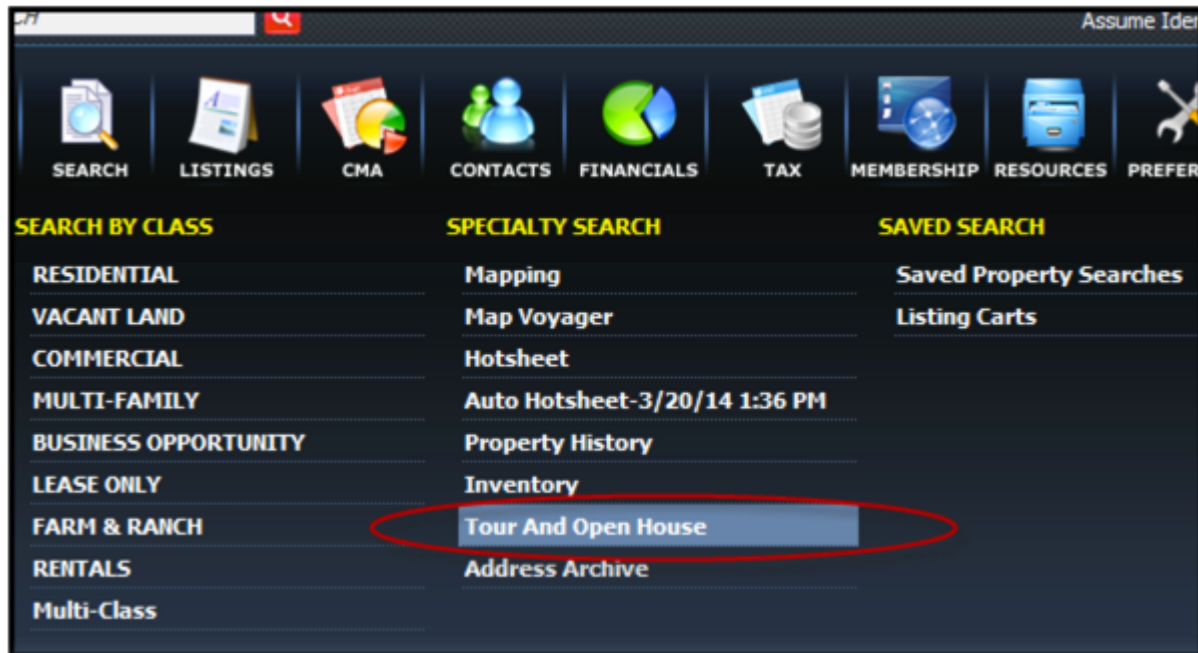 Assume
SEARCH LISTINGS CMA CONTACTS FINANCIALS TAX MEMBERSHIP RESOURCES
SEARCH BY CLASS
RESIDENTIAL
VACANT LAND
COMMERCIAL
MULTI-FAMILY
BUSINESS OPPORTUNITY
LEASE ONLY
FARM & RANCH
RENTALS
Multi-Class
SPECIALTY SEARCH
Mapping
Map Voyager
Hotsheet
Auto Hotsheet-3/20/14 1:36 PM
Property History
Inventory
Tour And Open House
Address Archive
SAVED SEARCH
Saved Property Searches
Listing Carts